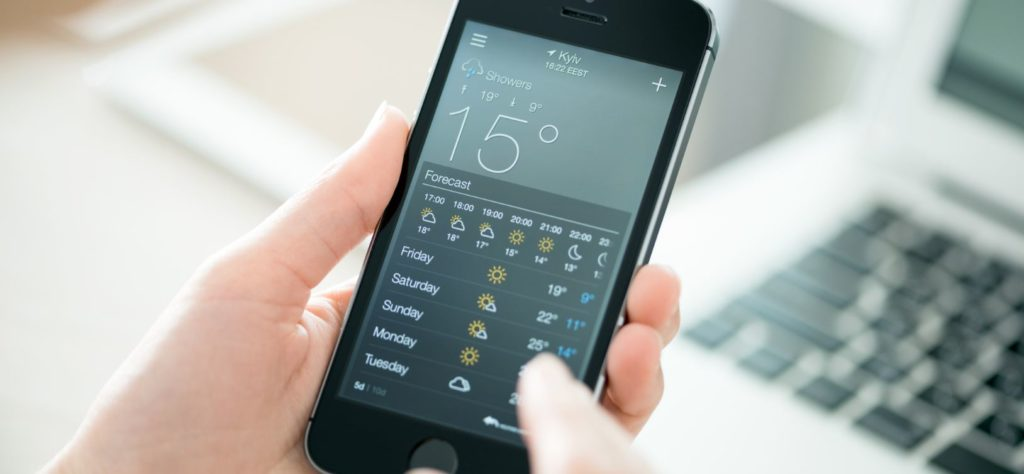 Kyiv
16:22 EEST
Showers
19° 9°
15°
Forecast
17:00 18:00 19:00 20:00 21:00 22:00
18° 18° 17° 15° 14° 13°
Friday 19° 9°
Saturday 22° 11°
Sunday 25° 14°
Monday
Tuesday
5d / 10d